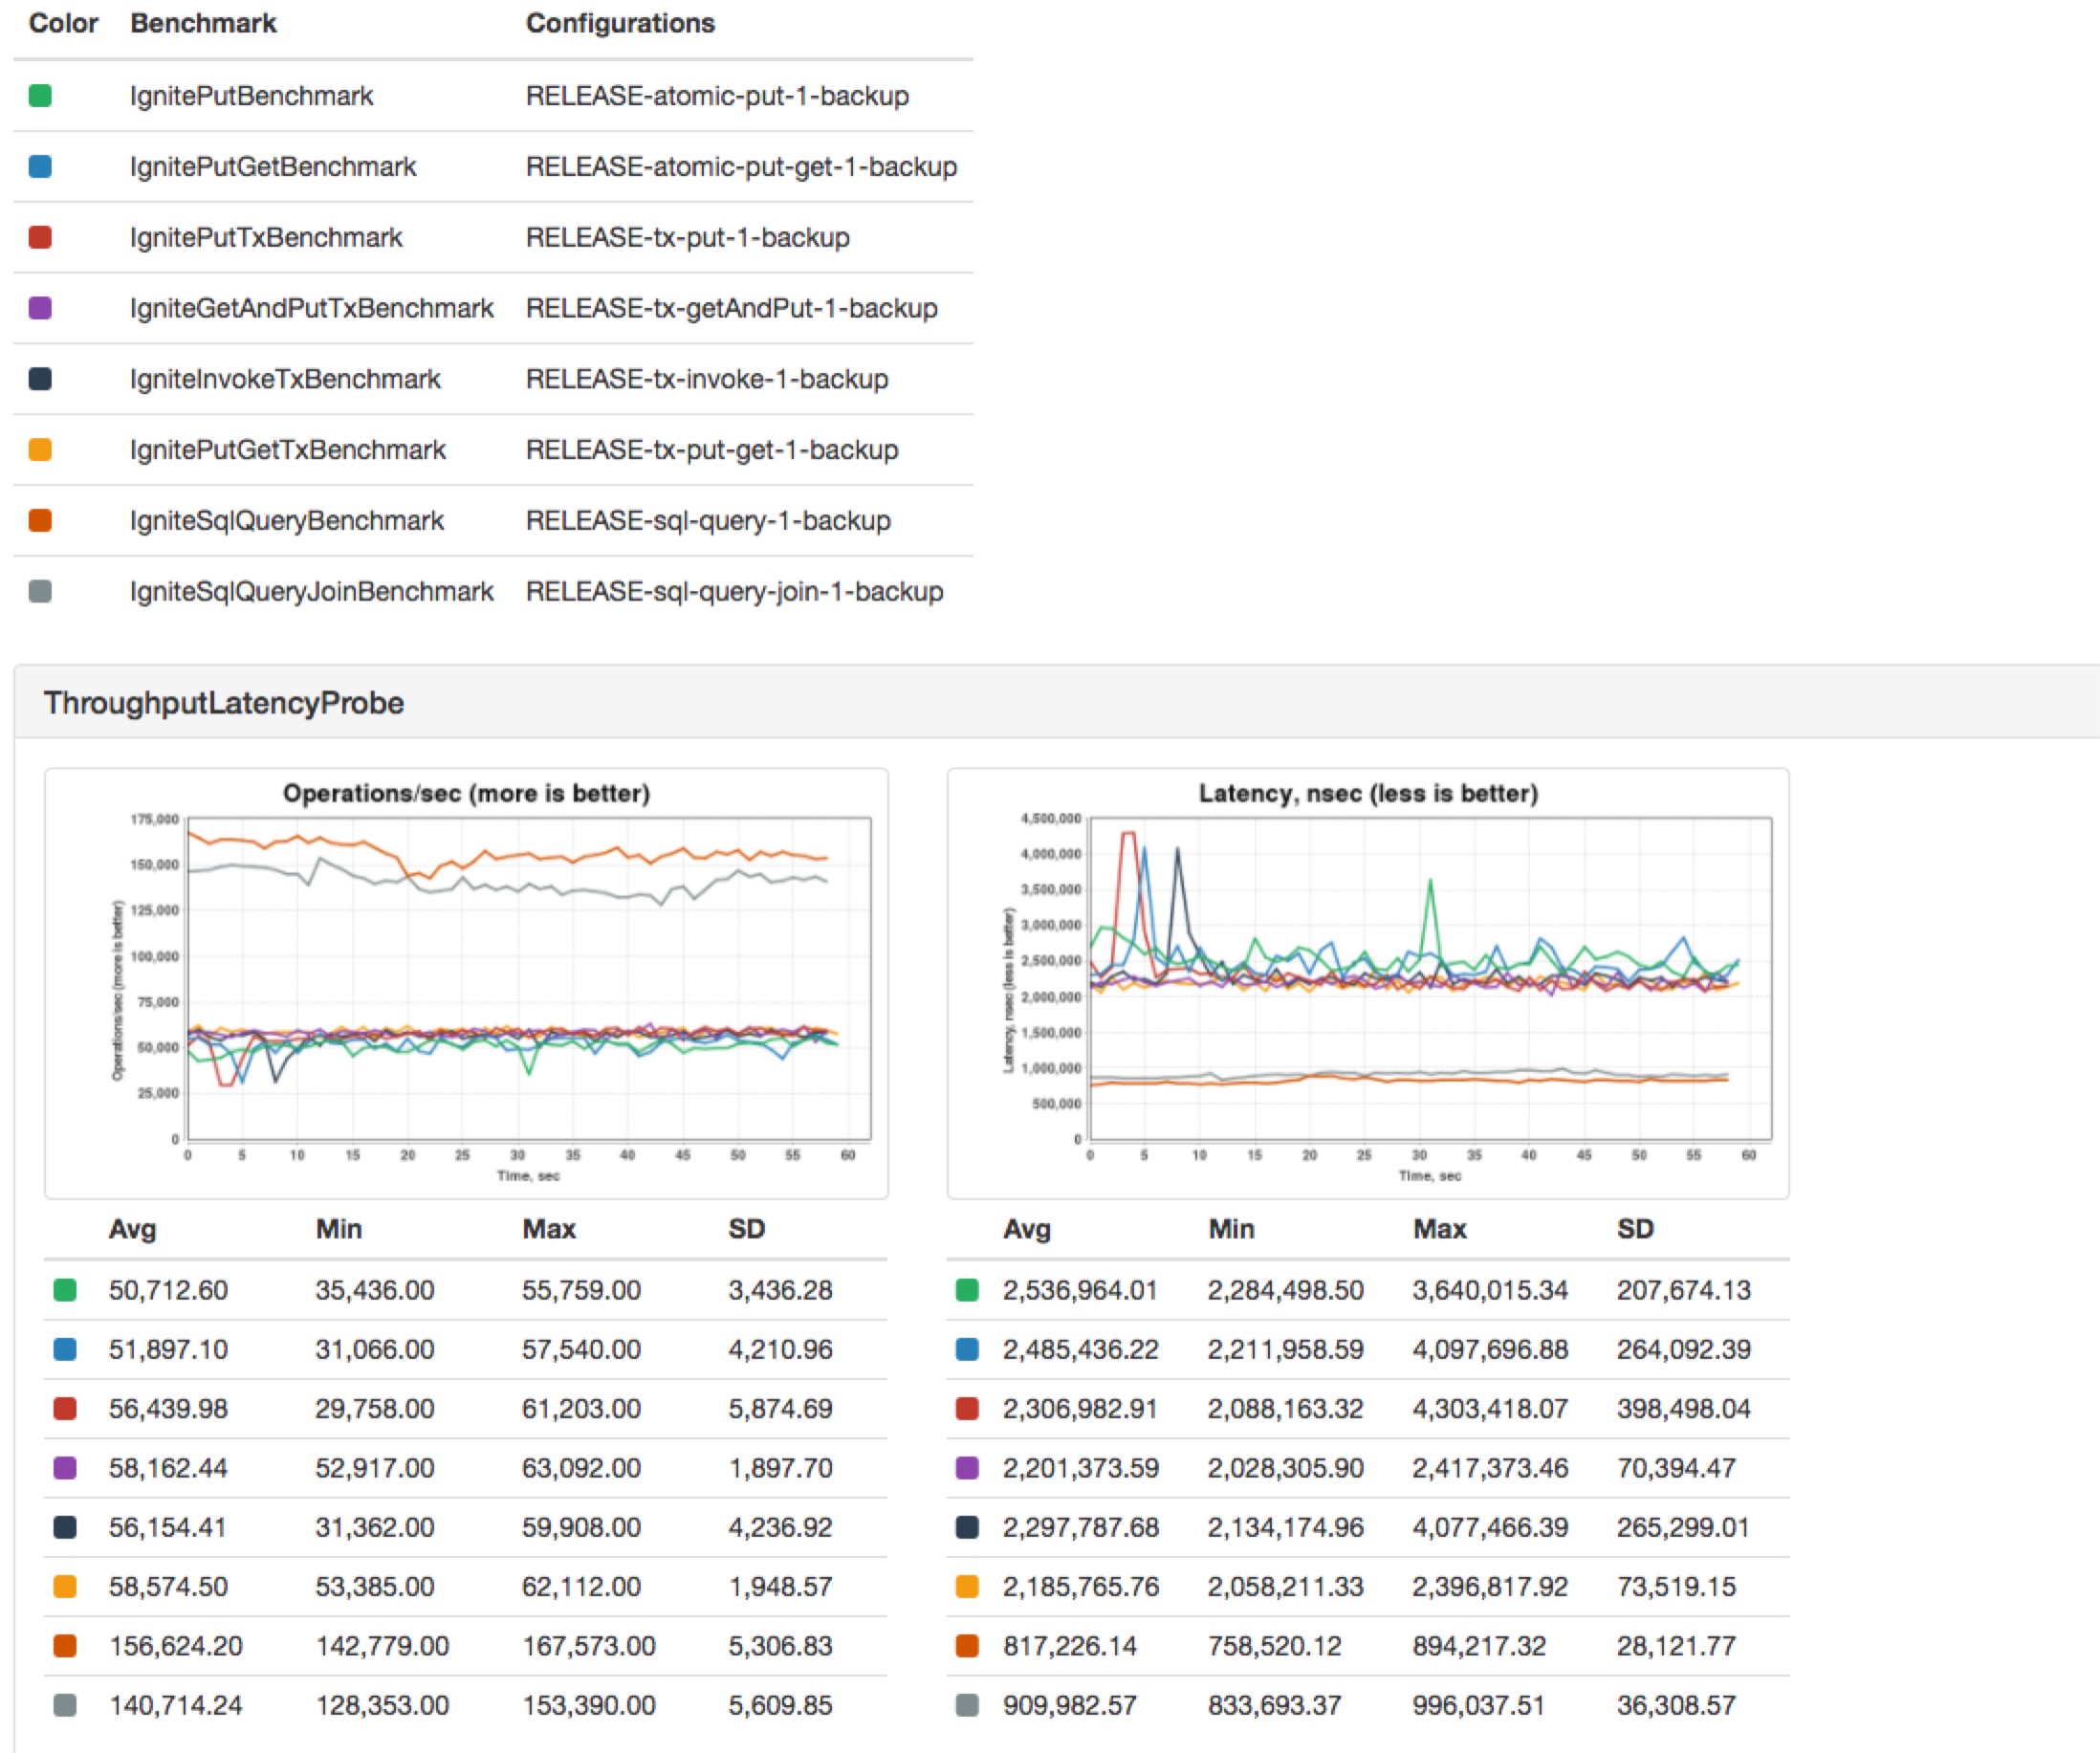 Color Benchmark Configurations
IgnitePutBenchmark RELEASE-atomic-put-1-backup
IgnitePutGetBenchmark RELEASE-atomic-put-get-1-backup
IgnitePutTxBenchmark RELEASE-tx-put-1-backup
IgniteGetAndPutTxBenchmark RELEASE-tx-getAndPut-1-backup
IgniteInvokeTxBenchmark RELEASE-tx-invoke-1-backup
IgnitePutGetTxBenchmark RELEASE-tx-put-get-1-backup
IgniteSqlQueryBenchmark RELEASE-sql-query-1-backup
IgniteSqlQueryJoinBenchmark RELEASE-sql-query-join-1-backup
ThroughputLatencyProbe
Operations/sec (more is better)
Operations/sec (more is better)
175,000
150,000
125,000
100,000
75,000
50,000
25,000
0
0 5 10 15 20 25 30 35 40 45 50 55 60
Time, sec
Latency, nsec (less is better)
Latency, nsec (less is better)
4,500,000
4,000,000
3,500,000
3,000,000
2,500,000
2,000,000
1,500,000
1,000,000
500,000
0
0 5 10 15 20 25 30 35 40 45 50 55 60
Time, sec
Avg Min Max SD
50,712.60 35,436.00 55,759.00 3,436.28
51,897.10 31,066.00 57,540.00 4,210.96
56,439.98 29,758.00 61,203.00 5,874.69
58,162.44 52,917.00 63,092.00 1,897.70
56,154.41 31,362.00 59,908.00 4,236.92
58,574.50 53,385.00 62,112.00 1,948.57
156,624.20 142,779.00 167,573.00 5,306.83
140,714.24 128,353.00 153,390.00 5,609.85
Avg Min Max SD
2,536,964.01 2,284,498.50 3,640,015.34 207,674.13
2,485,436.22 2,211,958.59 4,097,696.88 264,092.39
2,306,982.91 2,088,163.32 4,303,418.07 398,498.04
2,201,373.59 2,028,305.90 2,417,373.46 70,394.47
2,297,787.68 2,134,174.96 4,077,466.39 265,299.01
2,185,765.76 2,058,211.33 2,396,817.92 73,519.15
817,226.14 758,520.12 894,217.32 28,121.77
909,982.57 833,693.37 996,037.51 36,308.57